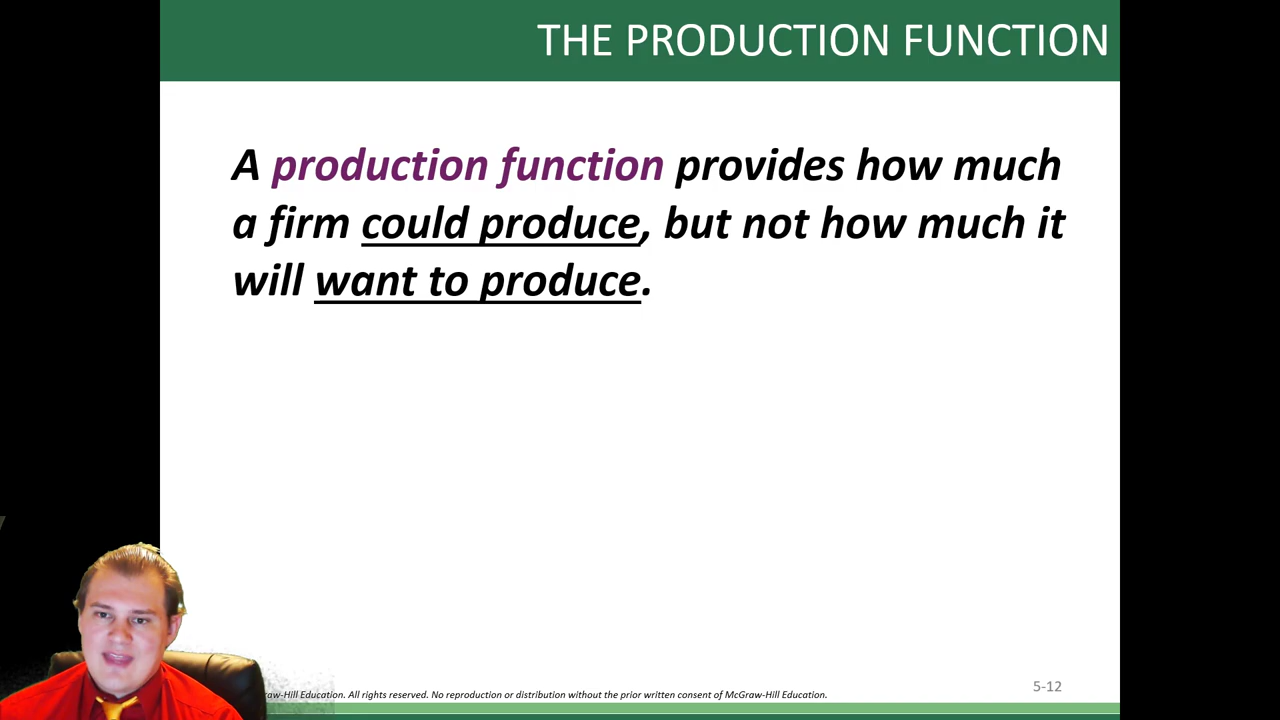 THE PRODUCTION FUNCTION
A production function provides how much
a firm could produce, but not how much it
will want to produce.
aw-Hill Education. All rights reserved. No reproduction or distribution without the prior written consent of McGraw-Hill Education.
5-12